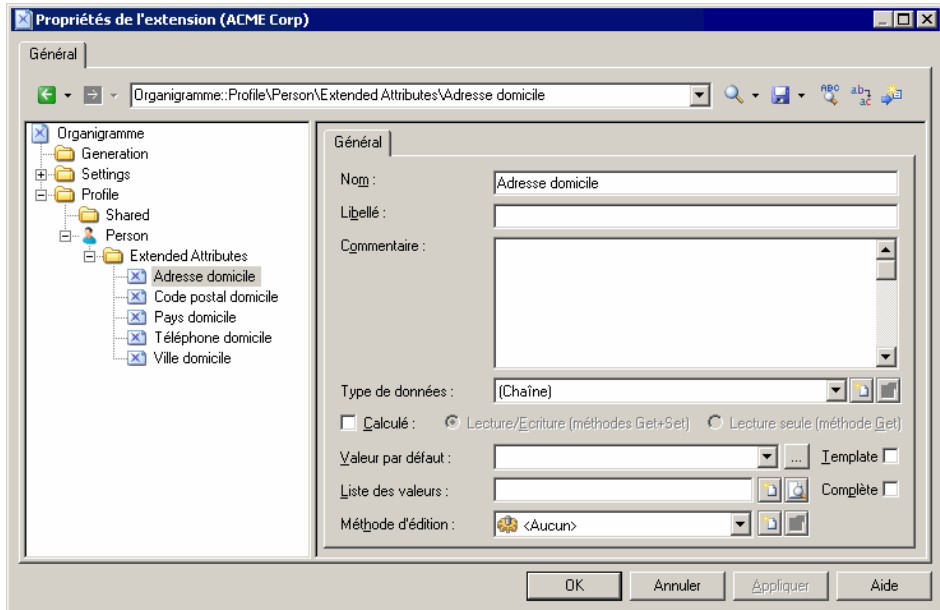 Propriétés de l'extension (ACME Corp)
Général
Organigramme::Profile\Person\Extended Attributes\Adresse domicile
Organigramme
Generation
Settings
Profile
Shared
Person
Extended Attributes
Adresse domicile
Code postal domicile
Pays domicile
Téléphone domicile
Ville domicile
Général
Nom : Adresse domicile
Libellé :
Commentaire :
Type de données : (Chaîne)
Calculé : Lecture/Ecriture (méthodes Get+Set) Lecture seule (méthode Get)
Valeur par défaut : ... Template
Liste des valeurs : Complète
Méthode d'édition : <Aucun>
OK Annuler Appliquer Aide